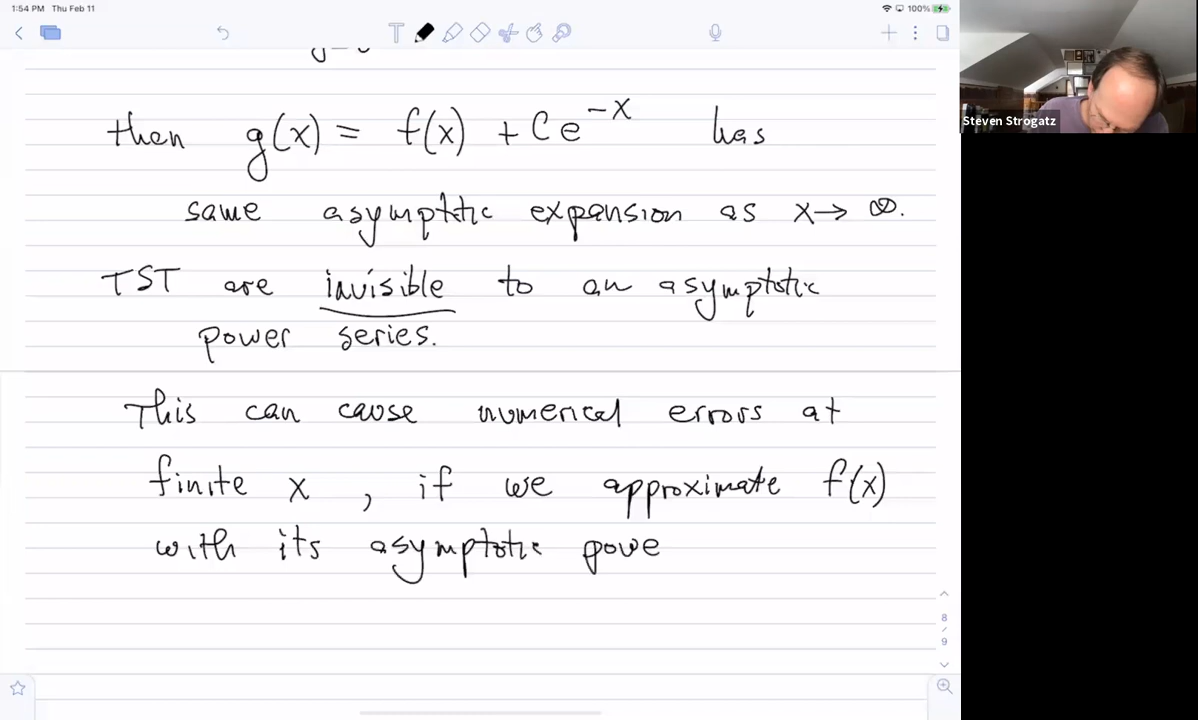 1:54 PM Thu Feb 11
100%
Steven Strogatz
then g(x) = f(x) + Ce^{-x} has
same asymptotic expansion as x→ ∞.
TST are invisible to an asymptotic
power series.
This can cause numerical errors at
finite x , if we approximate f(x)
with its asymptotic powe
8
/
9